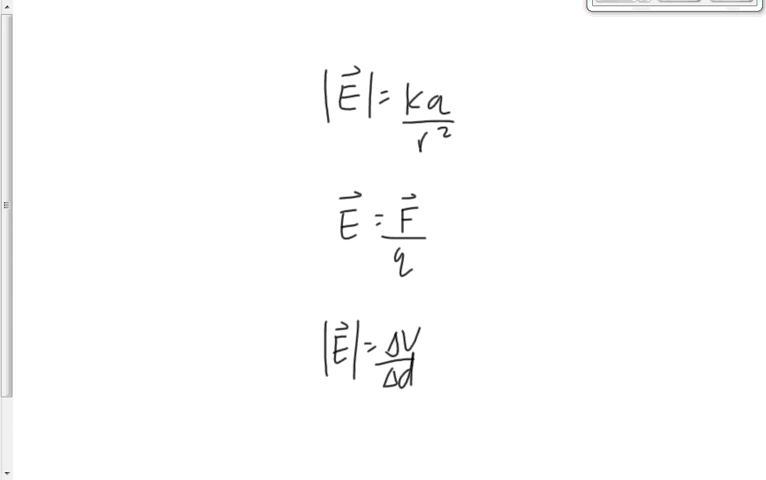 |E⃗| = ka/r²
E⃗ = F⃗/q
|E⃗| = ΔV/Δd